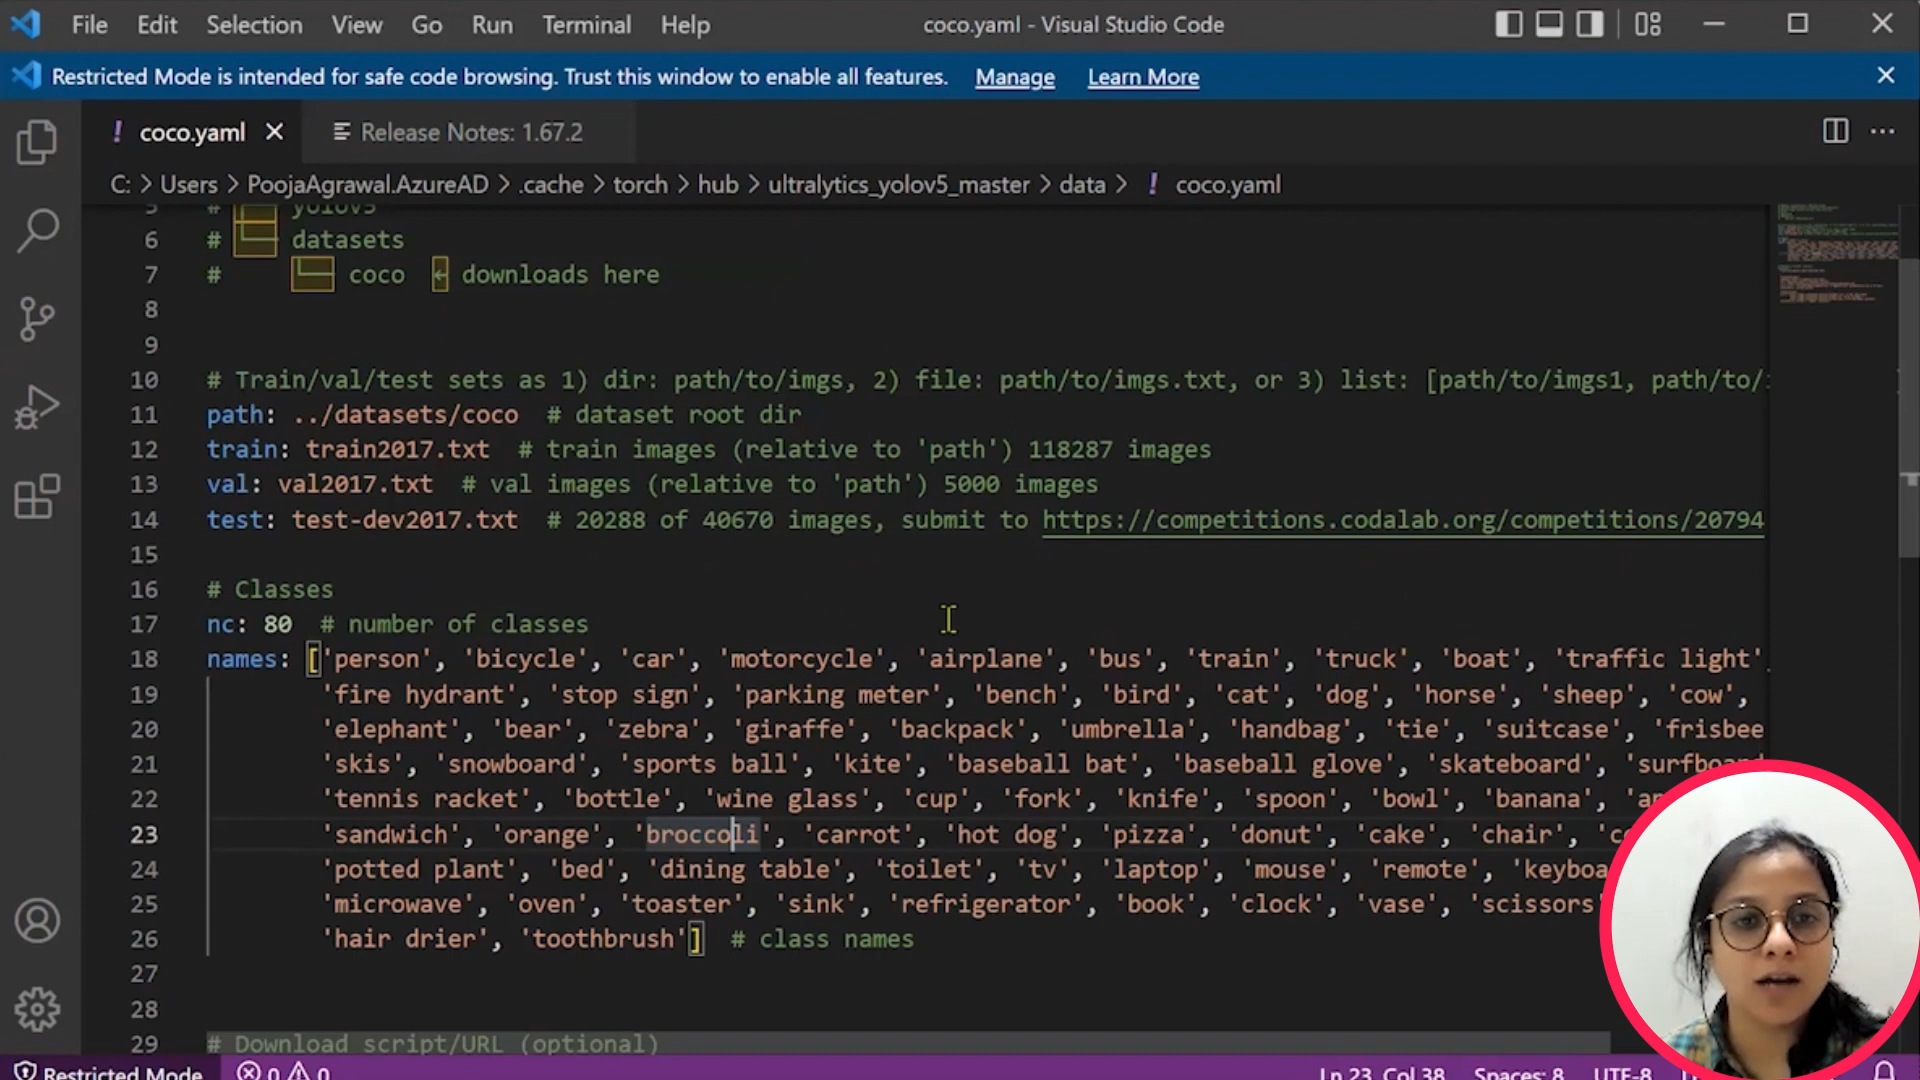 File Edit Selection View Go Run Terminal Help coco.yaml - Visual Studio Code
Restricted Mode is intended for safe code browsing. Trust this window to enable all features. Manage Learn More
! coco.yaml Release Notes: 1.67.2
C: > Users > PoojaAgrawal.AzureAD > .cache > torch > hub > ultralytics_yolov5_master > data > ! coco.yaml
5 # └─ yolov5
6 # └─ datasets
7 # └─ coco ← downloads here
8
9
10 # Train/val/test sets as 1) dir: path/to/imgs, 2) file: path/to/imgs.txt, or 3) list: [path/to/imgs1, path/to/
11 path: ../datasets/coco # dataset root dir
12 train: train2017.txt # train images (relative to 'path') 118287 images
13 val: val2017.txt # val images (relative to 'path') 5000 images
14 test: test-dev2017.txt # 20288 of 40670 images, submit to https://competitions.codalab.org/competitions/20794
15
16 # Classes
17 nc: 80 # number of classes
18 names: ['person', 'bicycle', 'car', 'motorcycle', 'airplane', 'bus', 'train', 'truck', 'boat', 'traffic light',
19 'fire hydrant', 'stop sign', 'parking meter', 'bench', 'bird', 'cat', 'dog', 'horse', 'sheep', 'cow',
20 'elephant', 'bear', 'zebra', 'giraffe', 'backpack', 'umbrella', 'handbag', 'tie', 'suitcase', 'frisbee
21 'skis', 'snowboard', 'sports ball', 'kite', 'baseball bat', 'baseball glove', 'skateboard', 'surfboard
22 'tennis racket', 'bottle', 'wine glass', 'cup', 'fork', 'knife', 'spoon', 'bowl', 'banana',
23 'sandwich', 'orange', 'broccoli', 'carrot', 'hot dog', 'pizza', 'donut', 'cake', 'chair',
24 'potted plant', 'bed', 'dining table', 'toilet', 'tv', 'laptop', 'mouse', 'remote', 'keyboa
25 'microwave', 'oven', 'toaster', 'sink', 'refrigerator', 'book', 'clock', 'vase', 'scissors'
26 'hair drier', 'toothbrush'] # class names
27
28
29 # Download script/URL (optional)
Restricted Mode 0 0 Ln 23, Col 38 Spaces: 8 UTF-8